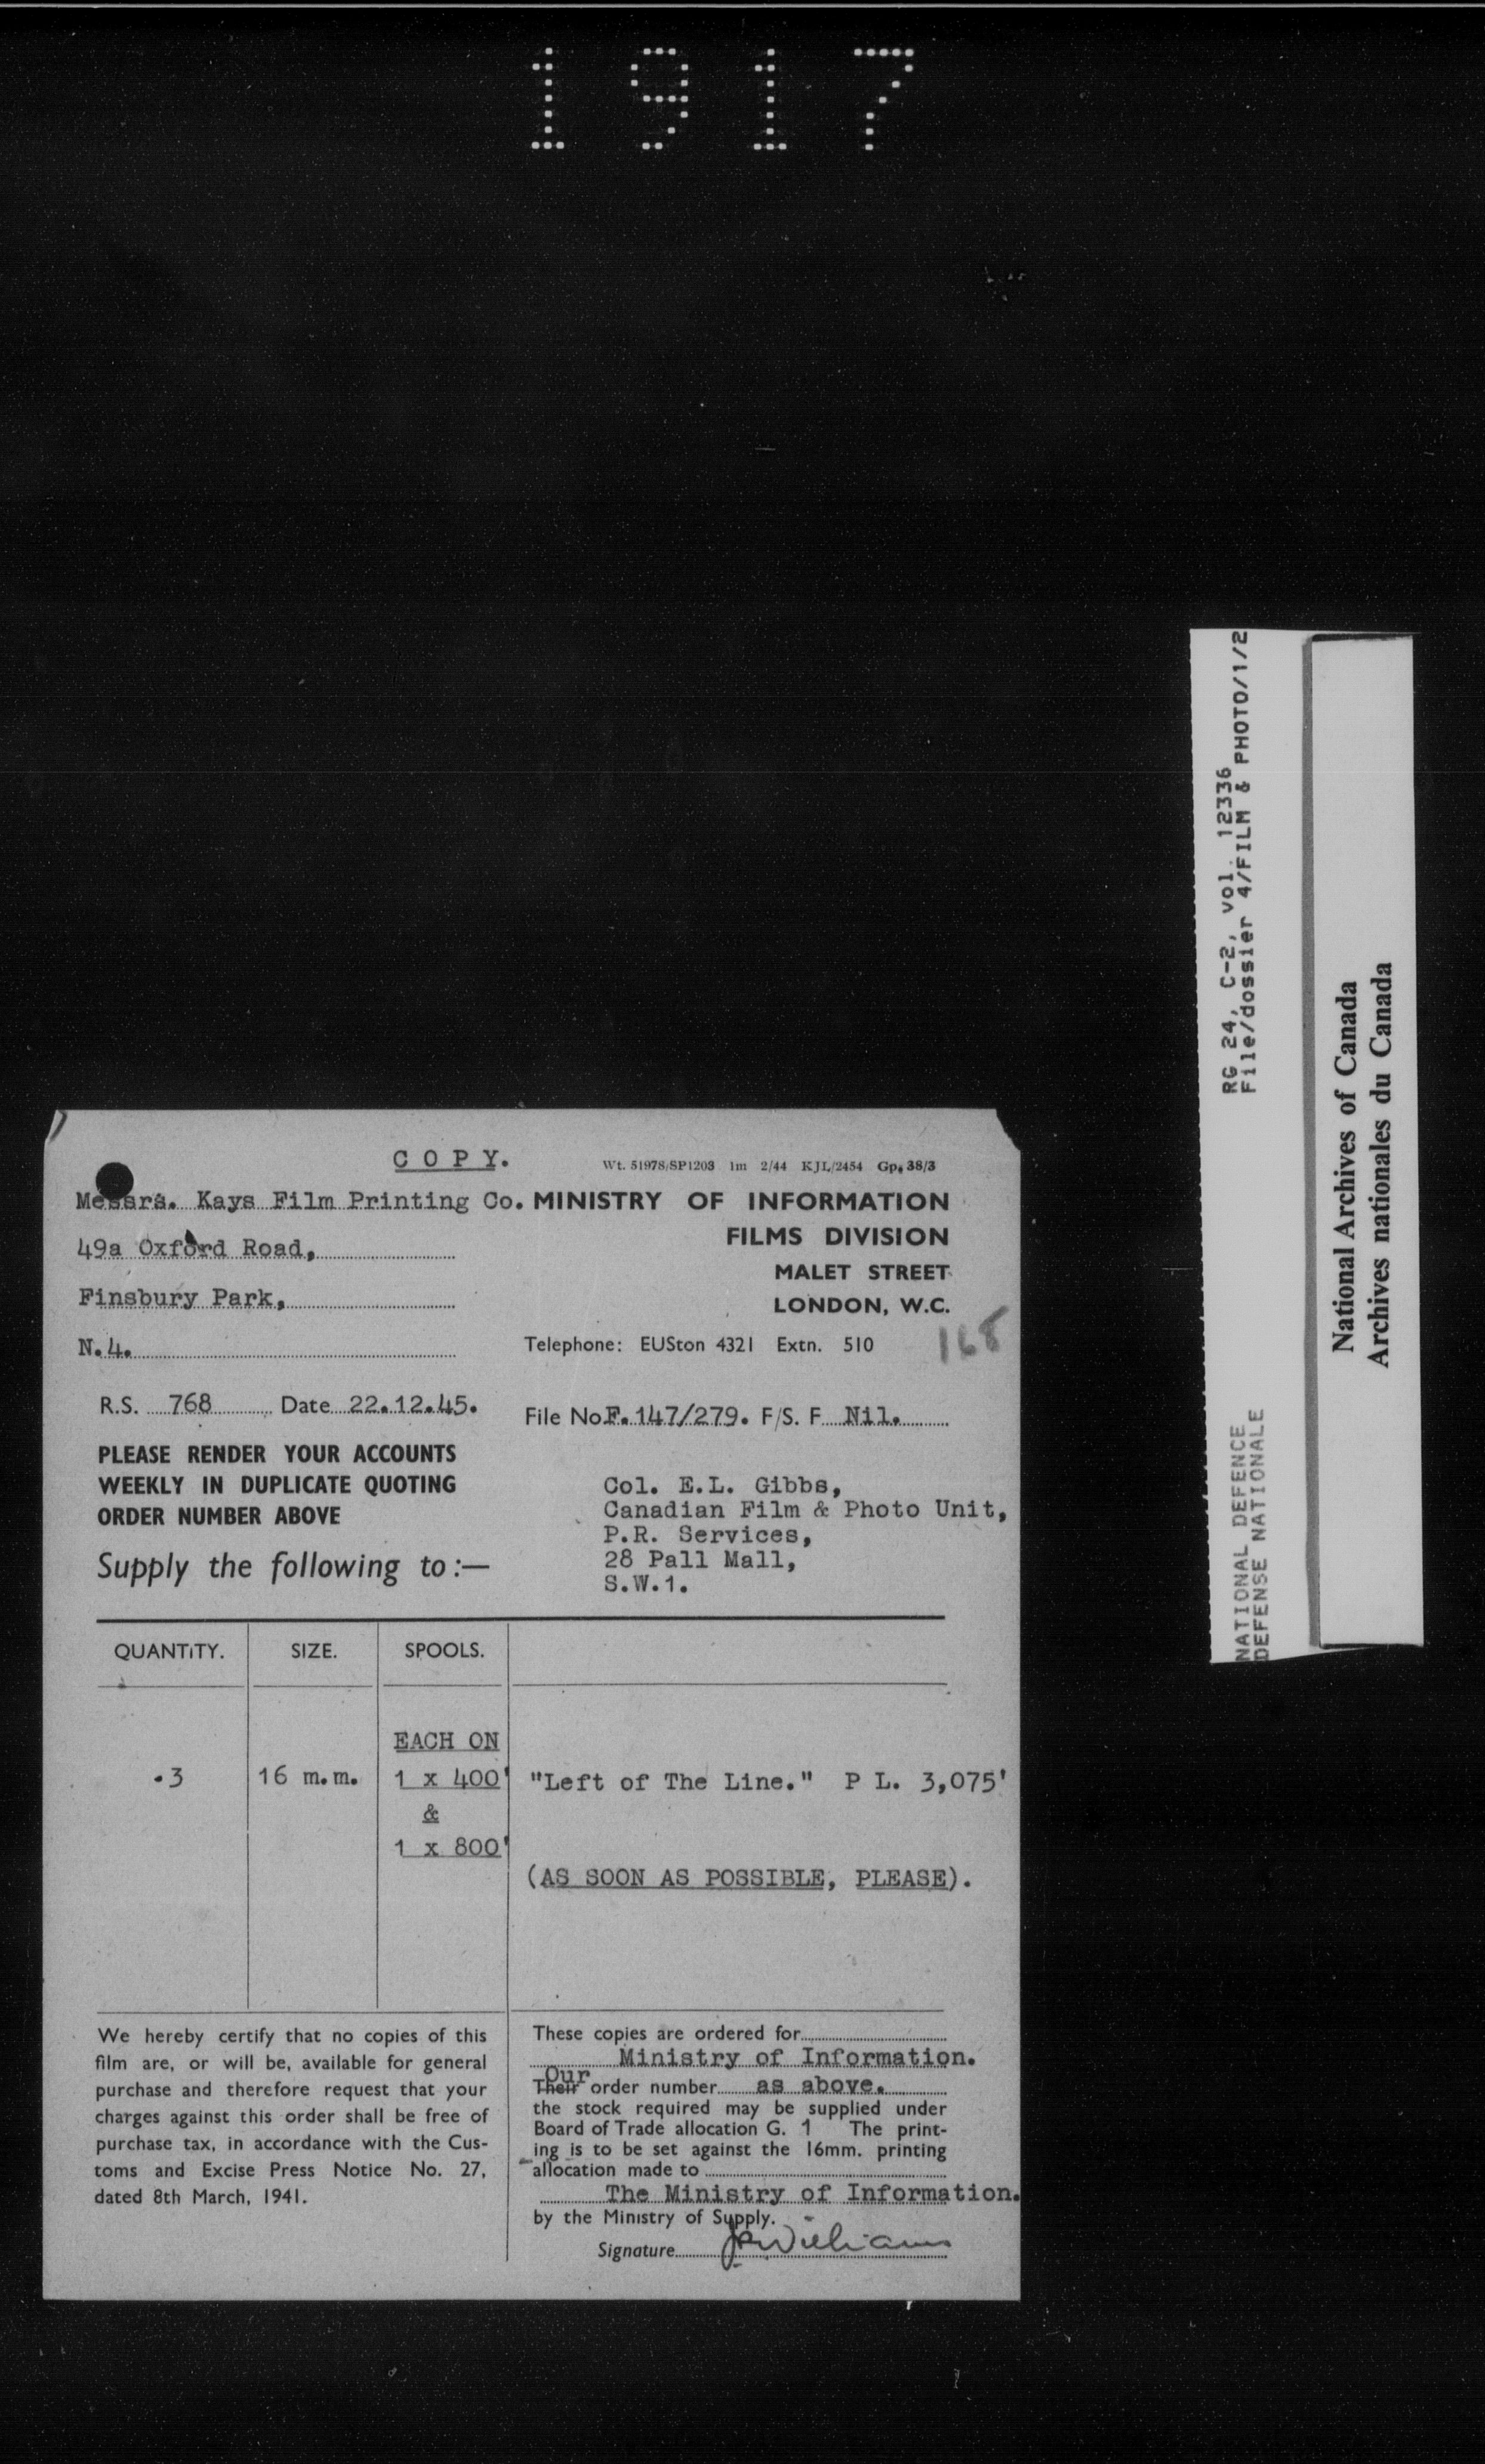 1917
COPY.
Wt. 51978/SP1203 1m 2/44 KJL/2454 Gp. 38/3
Messrs. Kays Film Printing Co.
49a Oxford Road,
Finsbury Park,
N.4.
MINISTRY OF INFORMATION
FILMS DIVISION
MALET STREET
LONDON, W.C.
Telephone: EUSton 4321 Extn. 510
168
R.S. 768 Date 22.12.45.
File No F. 147/279. F/S. F Nil.
PLEASE RENDER YOUR ACCOUNTS
WEEKLY IN DUPLICATE QUOTING
ORDER NUMBER ABOVE
Supply the following to :—
Col. E.L. Gibbs,
Canadian Film & Photo Unit,
P.R. Services,
28 Pall Mall,
S.W.1.
QUANTITY. SIZE. SPOOLS.
EACH ON
3 16 m.m. 1 x 400' "Left of The Line." P L. 3,075'
&
1 x 800'
(AS SOON AS POSSIBLE, PLEASE).
We hereby certify that no copies of this
film are, or will be, available for general
purchase and therefore request that your
charges against this order shall be free of
purchase tax, in accordance with the Cus-
toms and Excise Press Notice No. 27,
dated 8th March, 1941.
These copies are ordered for
Ministry of Information.
Our
Their order number as above.
the stock required may be supplied under
Board of Trade allocation G. 1 The print-
ing is to be set against the 16mm. printing
allocation made to
The Ministry of Information.
by the Ministry of Supply.
Signature JRWilliams
RG 24, C-2, vol. 12336
File/dossier 4/FILM & PHOTO/1/2
NATIONAL DEFENCE
DEFENSE NATIONALE
National Archives of Canada
Archives nationales du Canada